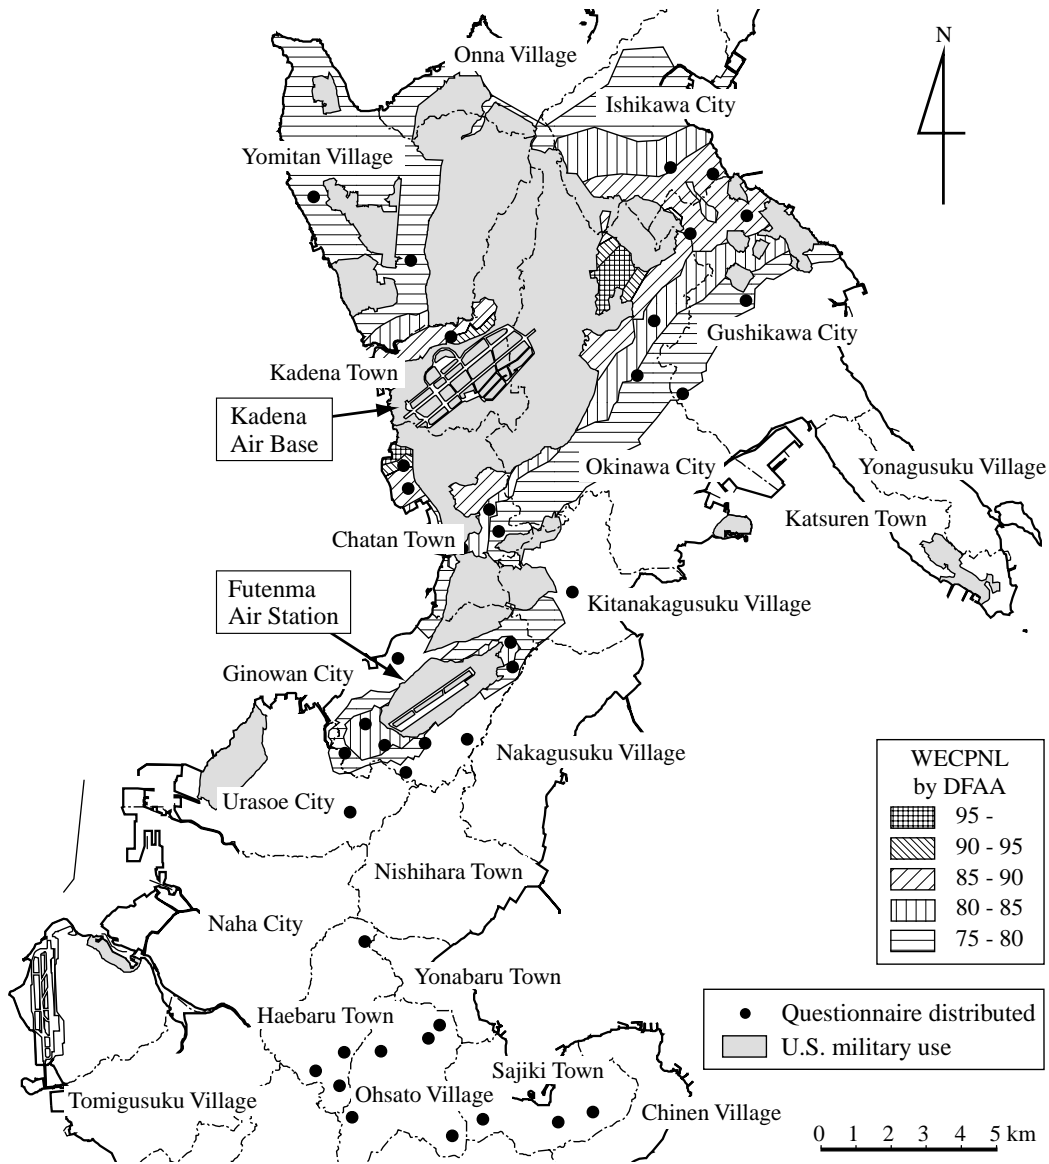 Onna Village
N
Ishikawa City
Yomitan Village
Gushikawa City
Kadena Town
Kadena
Air Base
Okinawa City
Yonagusuku Village
Katsuren Town
Chatan Town
Futenma
Air Station
Kitanakagusuku Village
Ginowan City
Nakagusuku Village
WECPNL
by DFAA
95 -
90 - 95
85 - 90
80 - 85
75 - 80
Urasoe City
Nishihara Town
Naha City
Yonabaru Town
Haebaru Town
Questionnaire distributed
U.S. military use
Sajiki Town
Ohsato Village
Tomigusuku Village
Chinen Village
0 1 2 3 4 5 km